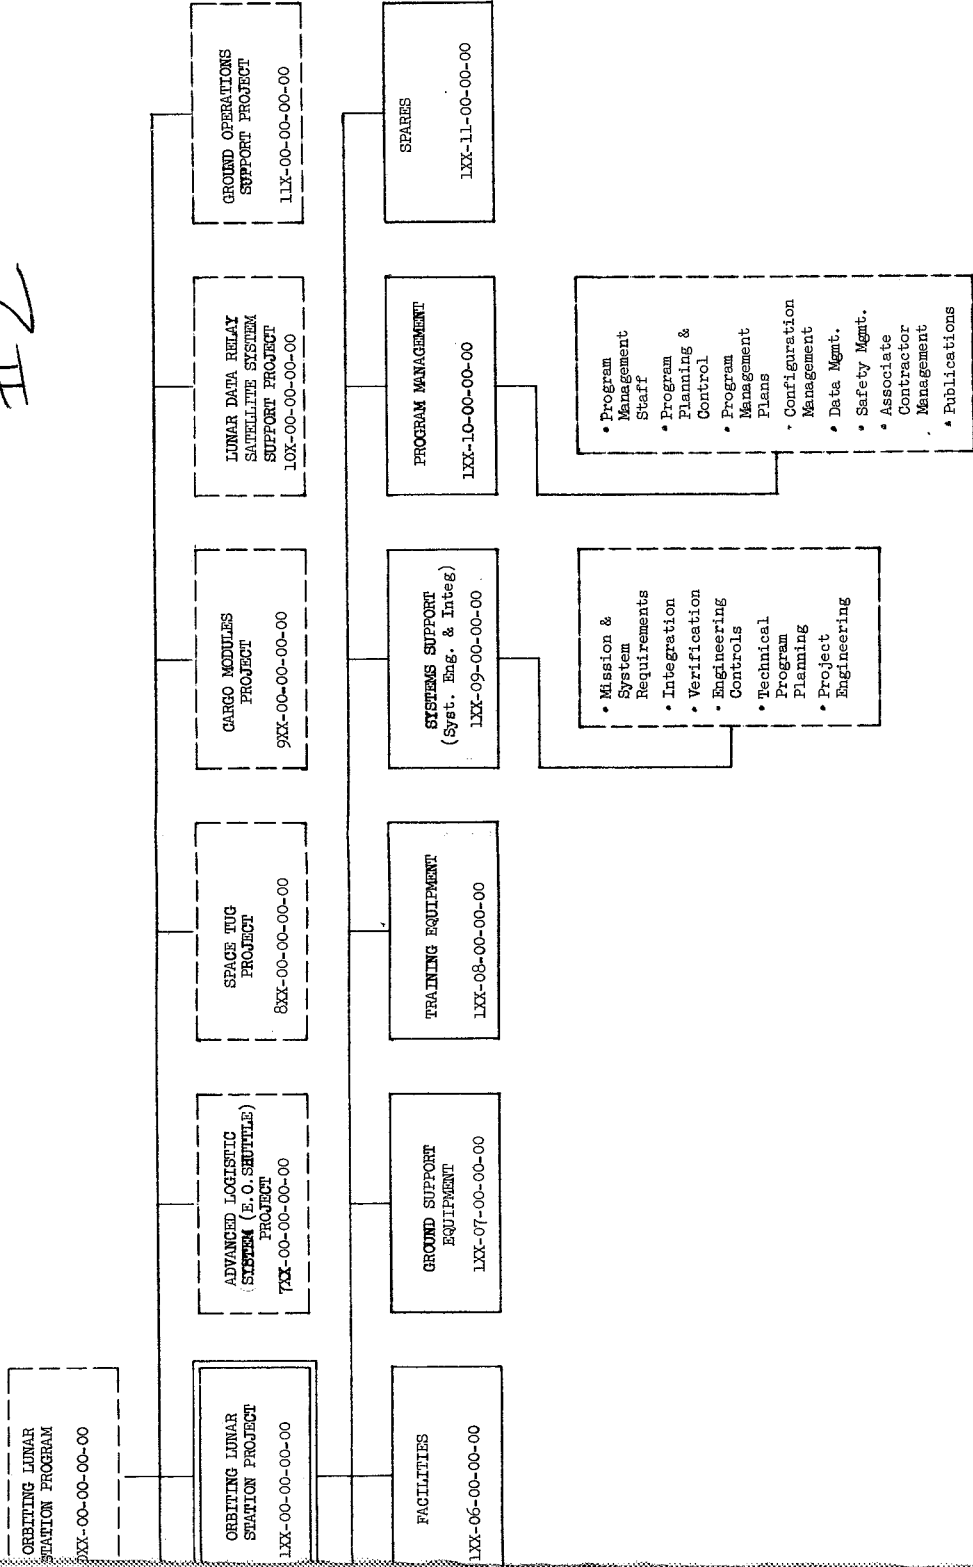 ORBITING LUNAR
STATION PROGRAM
0XX-00-00-00-00
ORBITING LUNAR
STATION PROJECT
1XX-00-00-00-00
ADVANCED LOGISTIC
SYSTEM (E.O.SHUTTLE)
PROJECT
7XX-00-00-00-00
SPACE TUG
PROJECT
8XX-00-00-00-00
CARGO MODULES
PROJECT
9XX-00-00-00-00
LUNAR DATA RELAY
SATELLITE SYSTEM
SUPPORT PROJECT
10X-00-00-00-00
GROUND OPERATIONS
SUPPORT PROJECT
11X-00-00-00-00
FACILITIES
1XX-06-00-00-00
GROUND SUPPORT
EQUIPMENT
1XX-07-00-00-00
TRAINING EQUIPMENT
1XX-08-00-00-00
SYSTEMS SUPPORT
(Syst. Eng. & Integ)
1XX-09-00-00-00
PROGRAM MANAGEMENT
1XX-10-00-00-00
SPARES
1XX-11-00-00-00
• Mission &
System
Requirements
• Integration
• Verification
• Engineering
Controls
• Technical
Program
Planning
• Project
Engineering
• Program
Management
Staff
• Program
Planning &
Control
• Program
Management
Plans
• Configuration
Management
• Data Mgmt.
• Safety Mgmt.
• Associate
Contractor
Management
• Publications